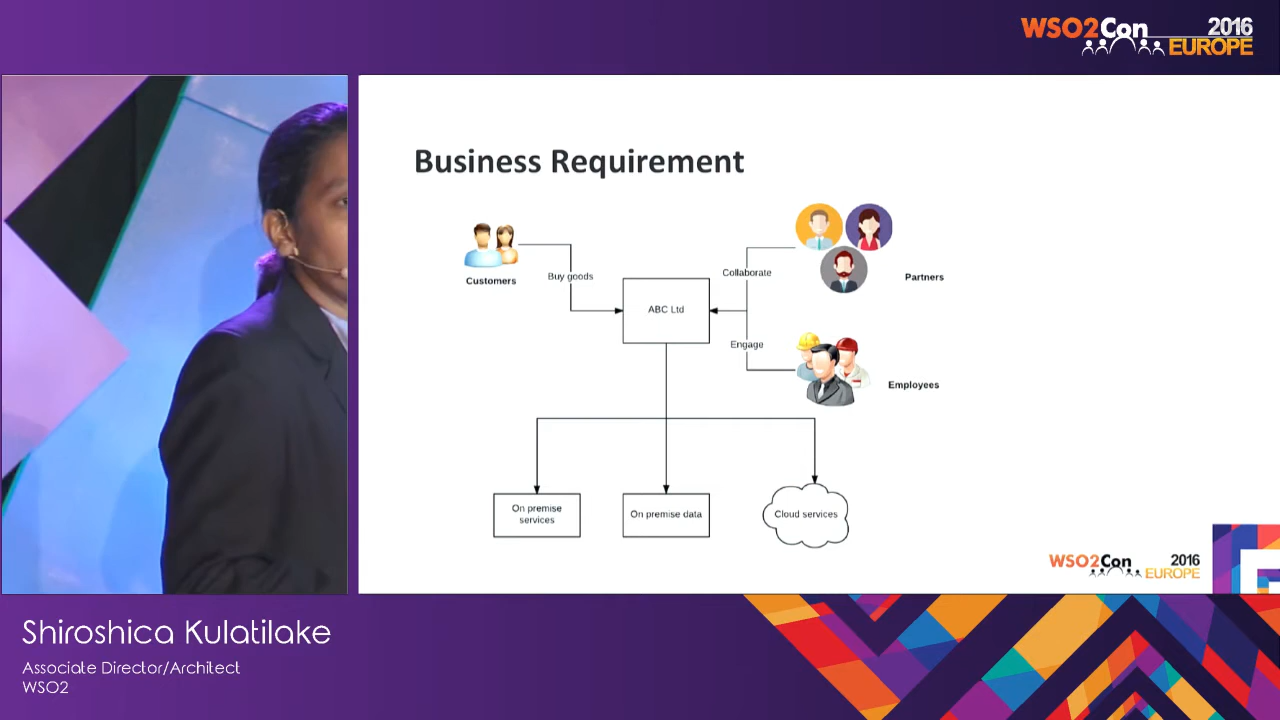 WSO2Con 2016
EUROPE
Business Requirement
Customers
Buy goods
ABC Ltd
Collaborate
Partners
Engage
Employees
On premise
services
On premise data
Cloud services
WSO2Con 2016
EUROPE
Shiroshica Kulatilake
Associate Director/Architect
WSO2